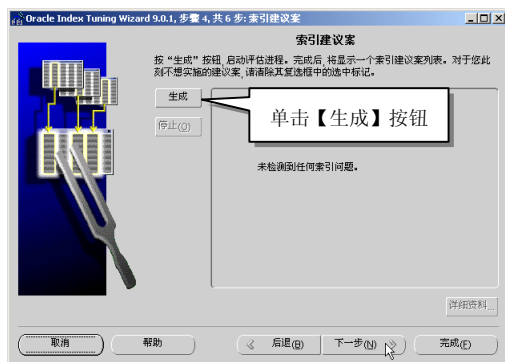 Oracle Index Tuning Wizard 9.0.1, 步骤 4, 共 6 步: 索引建议案
索引建议案
按 “生成” 按钮, 启动评估进程。完成后, 将显示一个索引建议案列表。对于您此
刻不想实施的建议案, 请清除其复选框中的选中标记。
生成
单击【生成】按钮
停止(O)
未检测到任何索引问题。
详细资料...
取消
帮助
后退(B)
下一步(N)
完成(F)